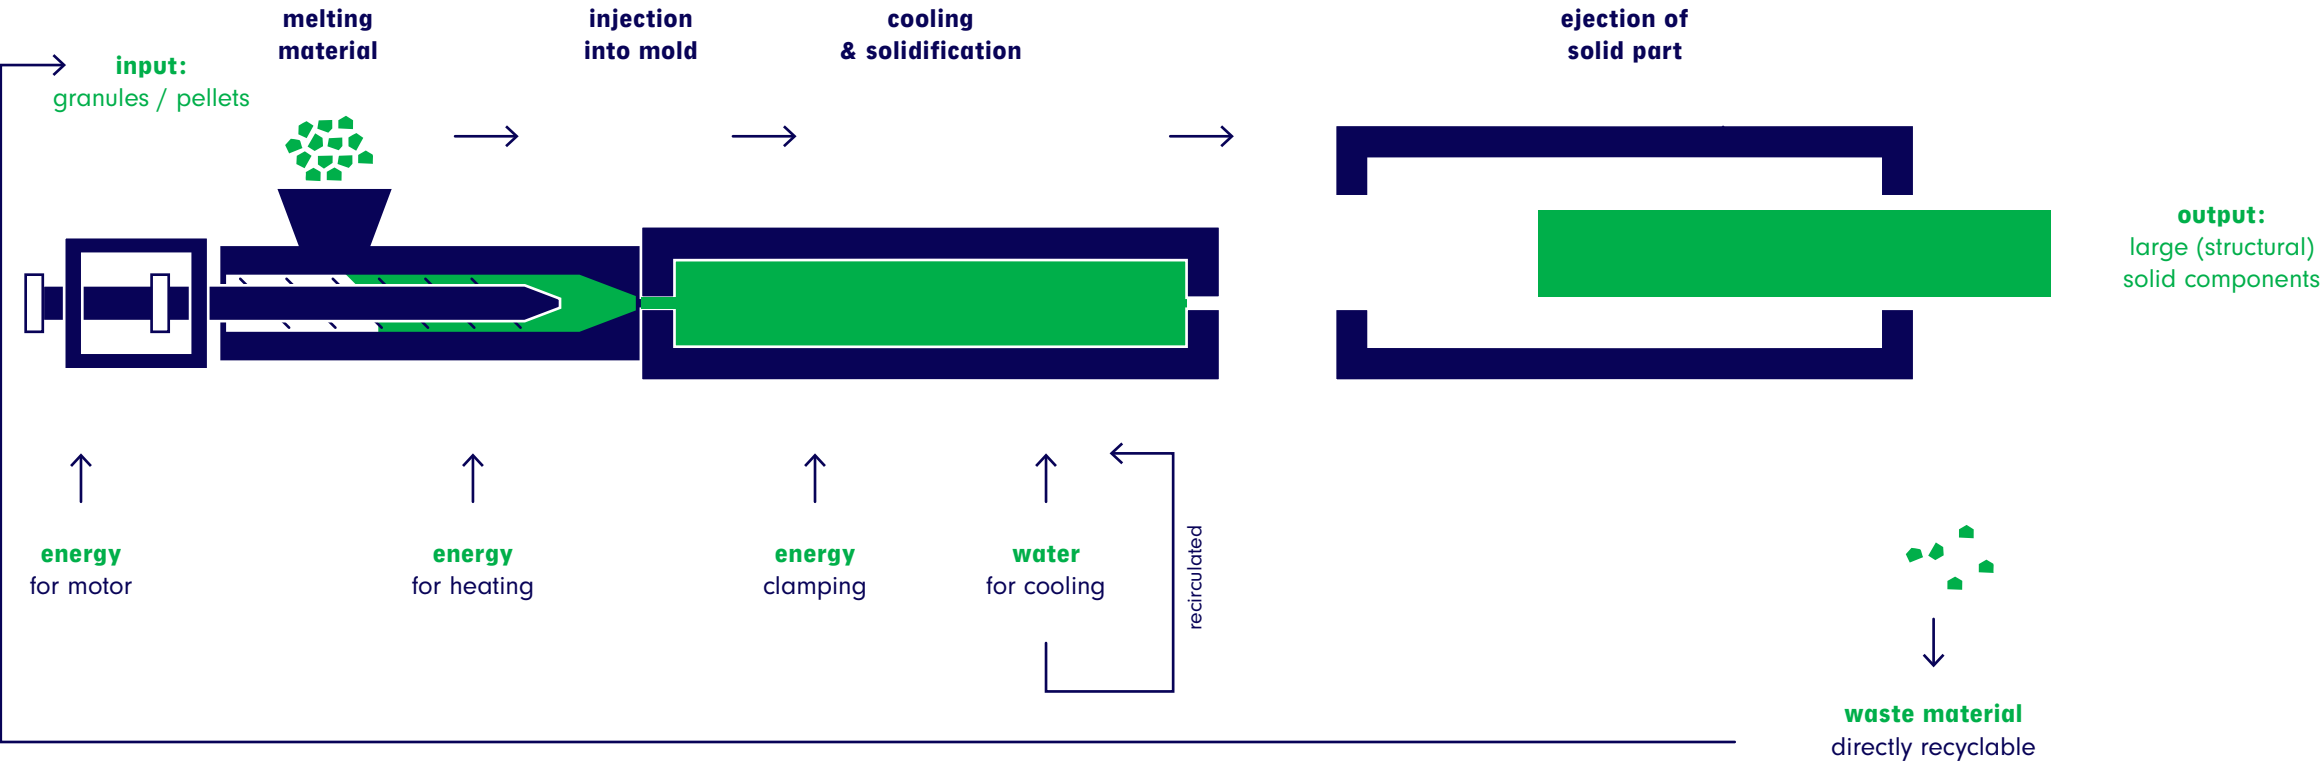 melting
material
injection
into mold
cooling
& solidification
ejection of
solid part
input:
granules / pellets
output:
large (structural)
solid components
energy
for motor
energy
for heating
energy
clamping
water
for cooling
recirculated
waste material
directly recyclable